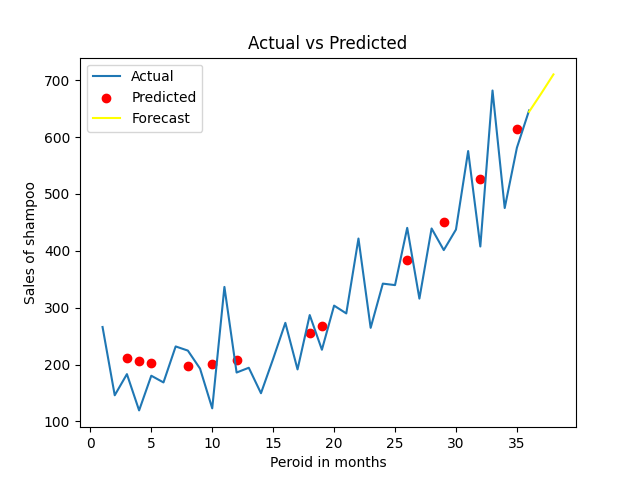 Actual vs Predicted
Actual
Predicted
Forecast
700
600
500
400
300
200
100
Sales of shampoo
0 5 10 15 20 25 30 35
Peroid in months